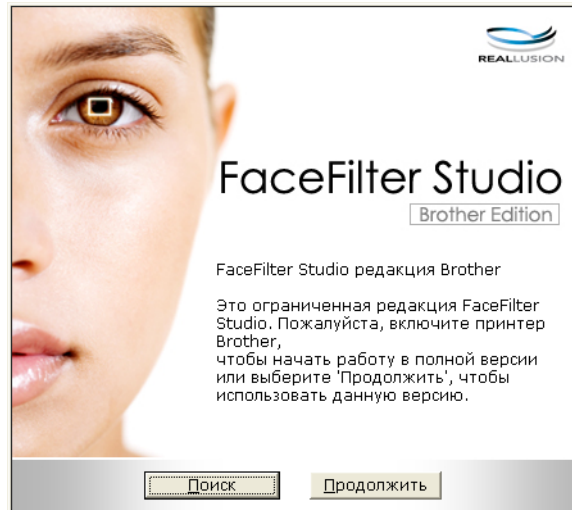 REALLUSION
FaceFilter Studio
Brother Edition
FaceFilter Studio редакция Brother
Это ограниченная редакция FaceFilter
Studio. Пожалуйста, включите принтер
Brother,
чтобы начать работу в полной версии
или выберите 'Продолжить', чтобы
использовать данную версию.
Поиск
Продолжить